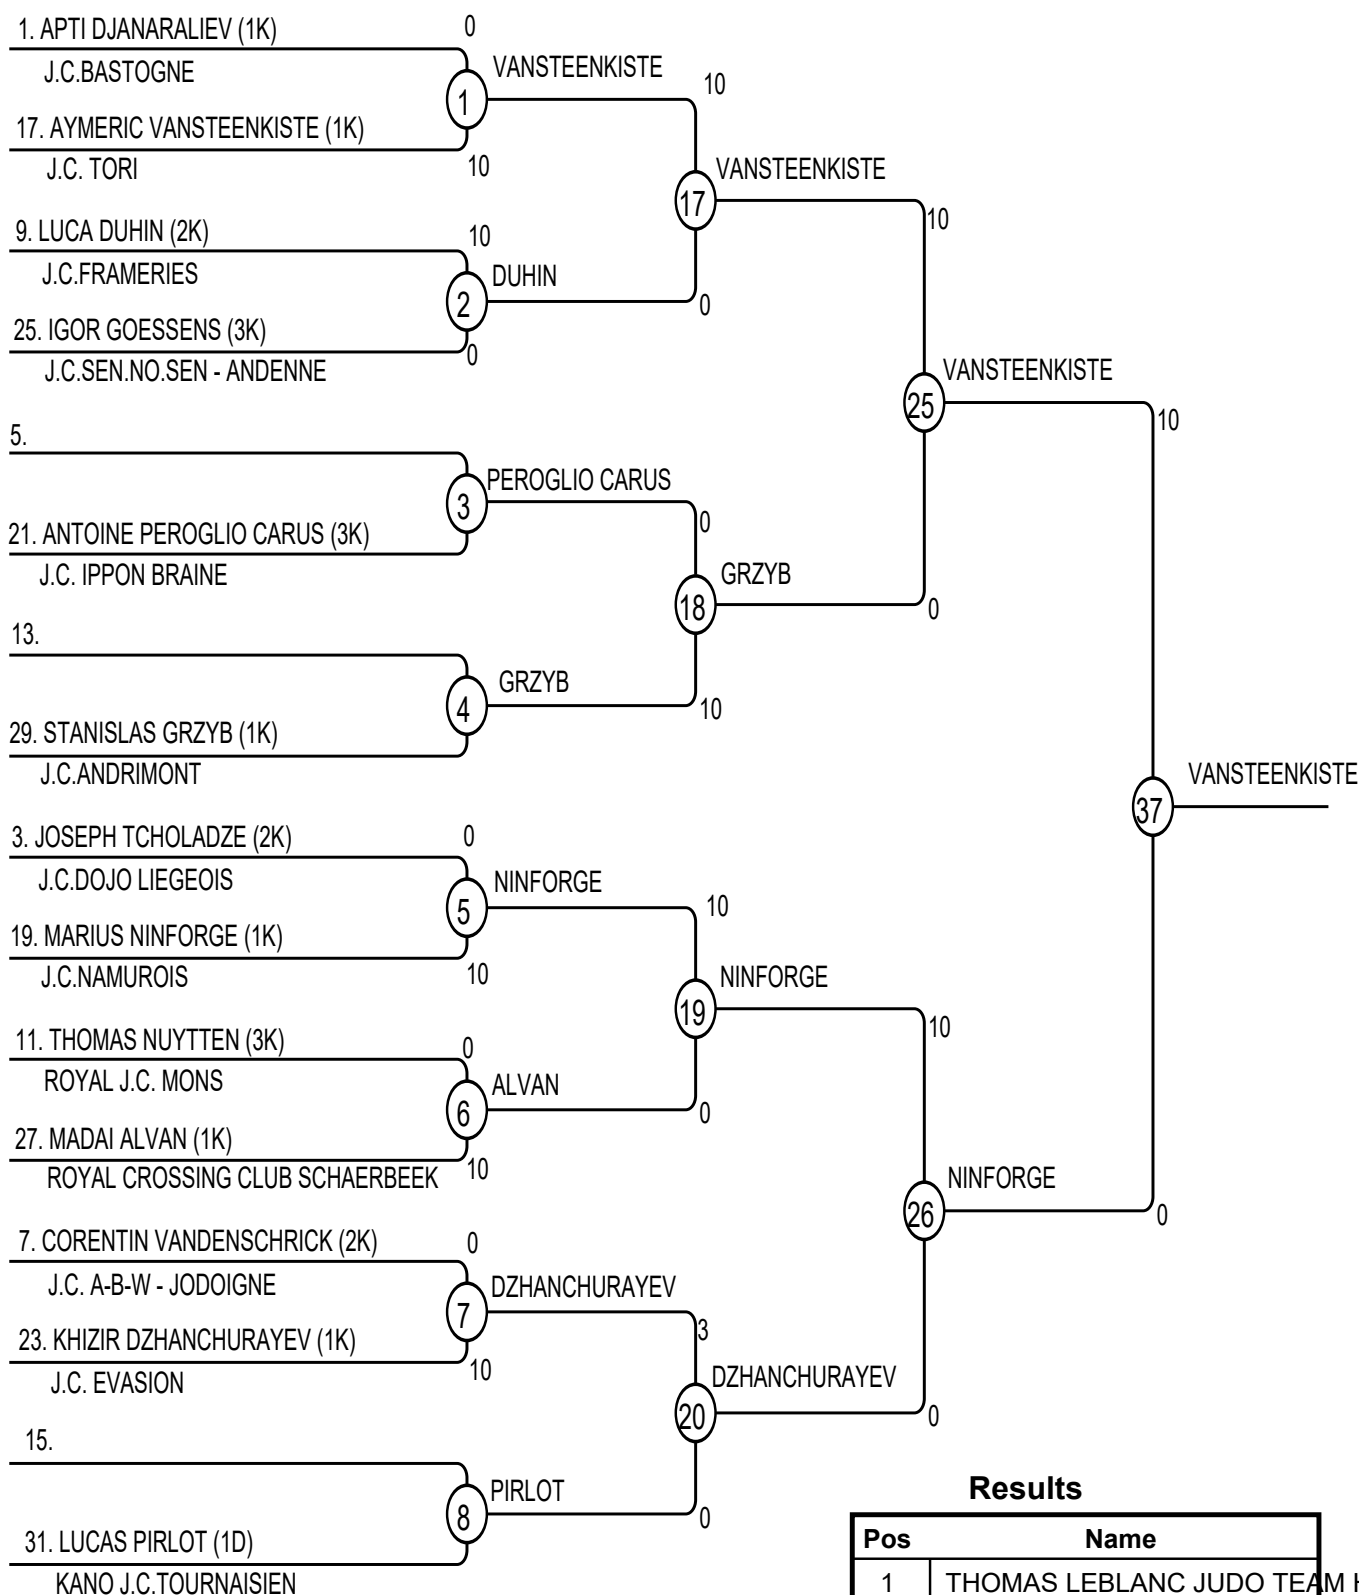 1. APTI DJANARALIEV (1K)
0
J.C.BASTOGNE
1
VANSTEENKISTE
10
17. AYMERIC VANSTEENKISTE (1K)
J.C. TORI
10
17
VANSTEENKISTE
10
9. LUCA DUHIN (2K)
10
J.C.FRAMERIES
2
DUHIN
0
25. IGOR GOESSENS (3K)
0
J.C.SEN.NO.SEN - ANDENNE
25
VANSTEENKISTE
10
5.
3
PEROGLIO CARUS
0
21. ANTOINE PEROGLIO CARUS (3K)
J.C. IPPON BRAINE
18
GRZYB
0
13.
4
GRZYB
10
29. STANISLAS GRZYB (1K)
J.C.ANDRIMONT
37
VANSTEENKISTE
3. JOSEPH TCHOLADZE (2K)
0
J.C.DOJO LIEGEOIS
5
NINFORGE
10
19. MARIUS NINFORGE (1K)
J.C.NAMUROIS
10
19
NINFORGE
10
11. THOMAS NUYTTEN (3K)
0
ROYAL J.C. MONS
6
ALVAN
0
27. MADAI ALVAN (1K)
ROYAL CROSSING CLUB SCHAERBEEK
10
26
NINFORGE
0
7. CORENTIN VANDENSCHRICK (2K)
0
J.C. A-B-W - JODOIGNE
7
DZHANCHURAYEV
3
23. KHIZIR DZHANCHURAYEV (1K)
10
J.C. EVASION
20
DZHANCHURAYEV
0
15.
8
PIRLOT
0
31. LUCAS PIRLOT (1D)
KANO J.C.TOURNAISIEN
Results
Pos Name
1 THOMAS LEBLANC JUDO TEAM